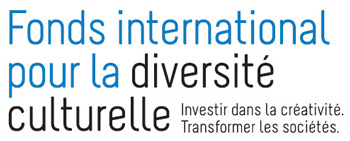 Fonds international
pour la diversité
culturelle
Investir dans la créativité.
Transformer les sociétés.